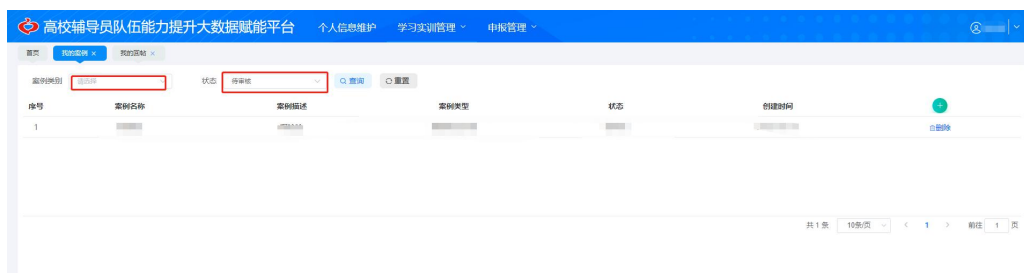 高校辅导员队伍能力提升大数据赋能平台 个人信息维护 学习实训管理 申报管理
首页 我的案例 × 我的回帖 ×
案例类别 请选择 状态 待审核 查询 重置
序号 案例名称 案例描述 案例类型 状态 创建时间 +
1 删除
共 1 条 10条/页 < 1 > 前往 1 页